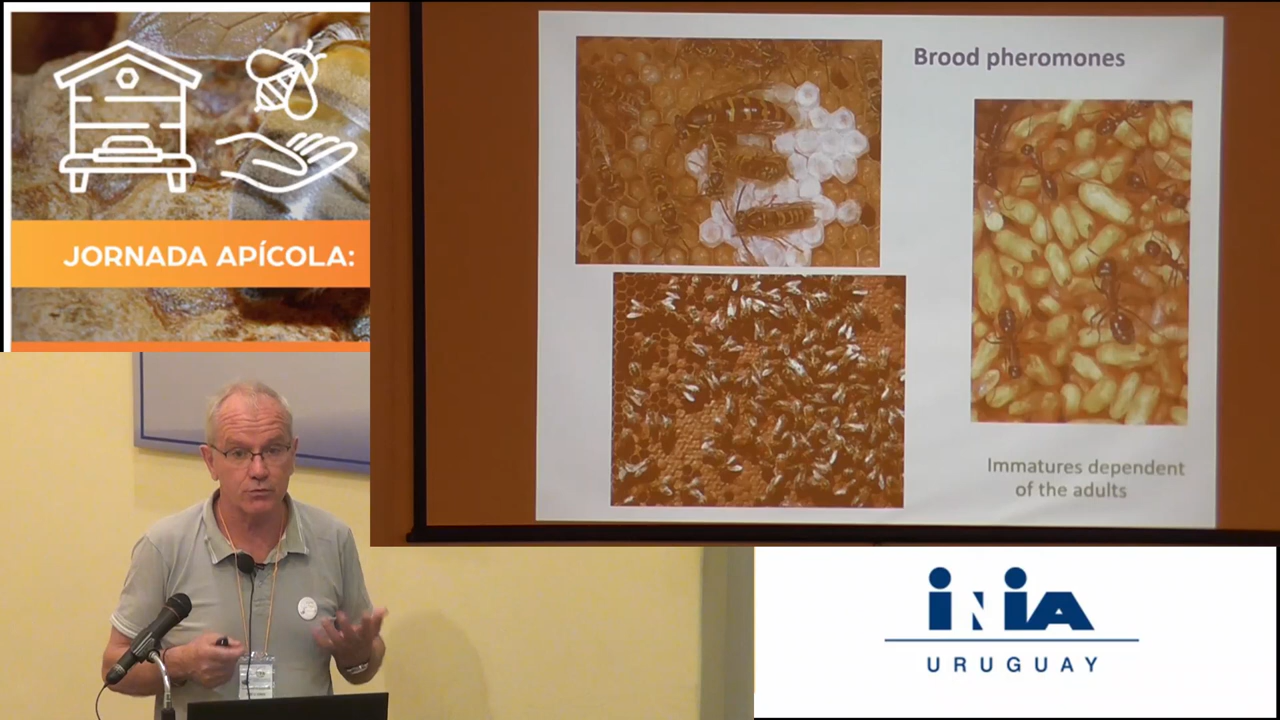 JORNADA APÍCOLA:
Brood pheromones
Immatures dependent
of the adults
INIA
URUGUAY